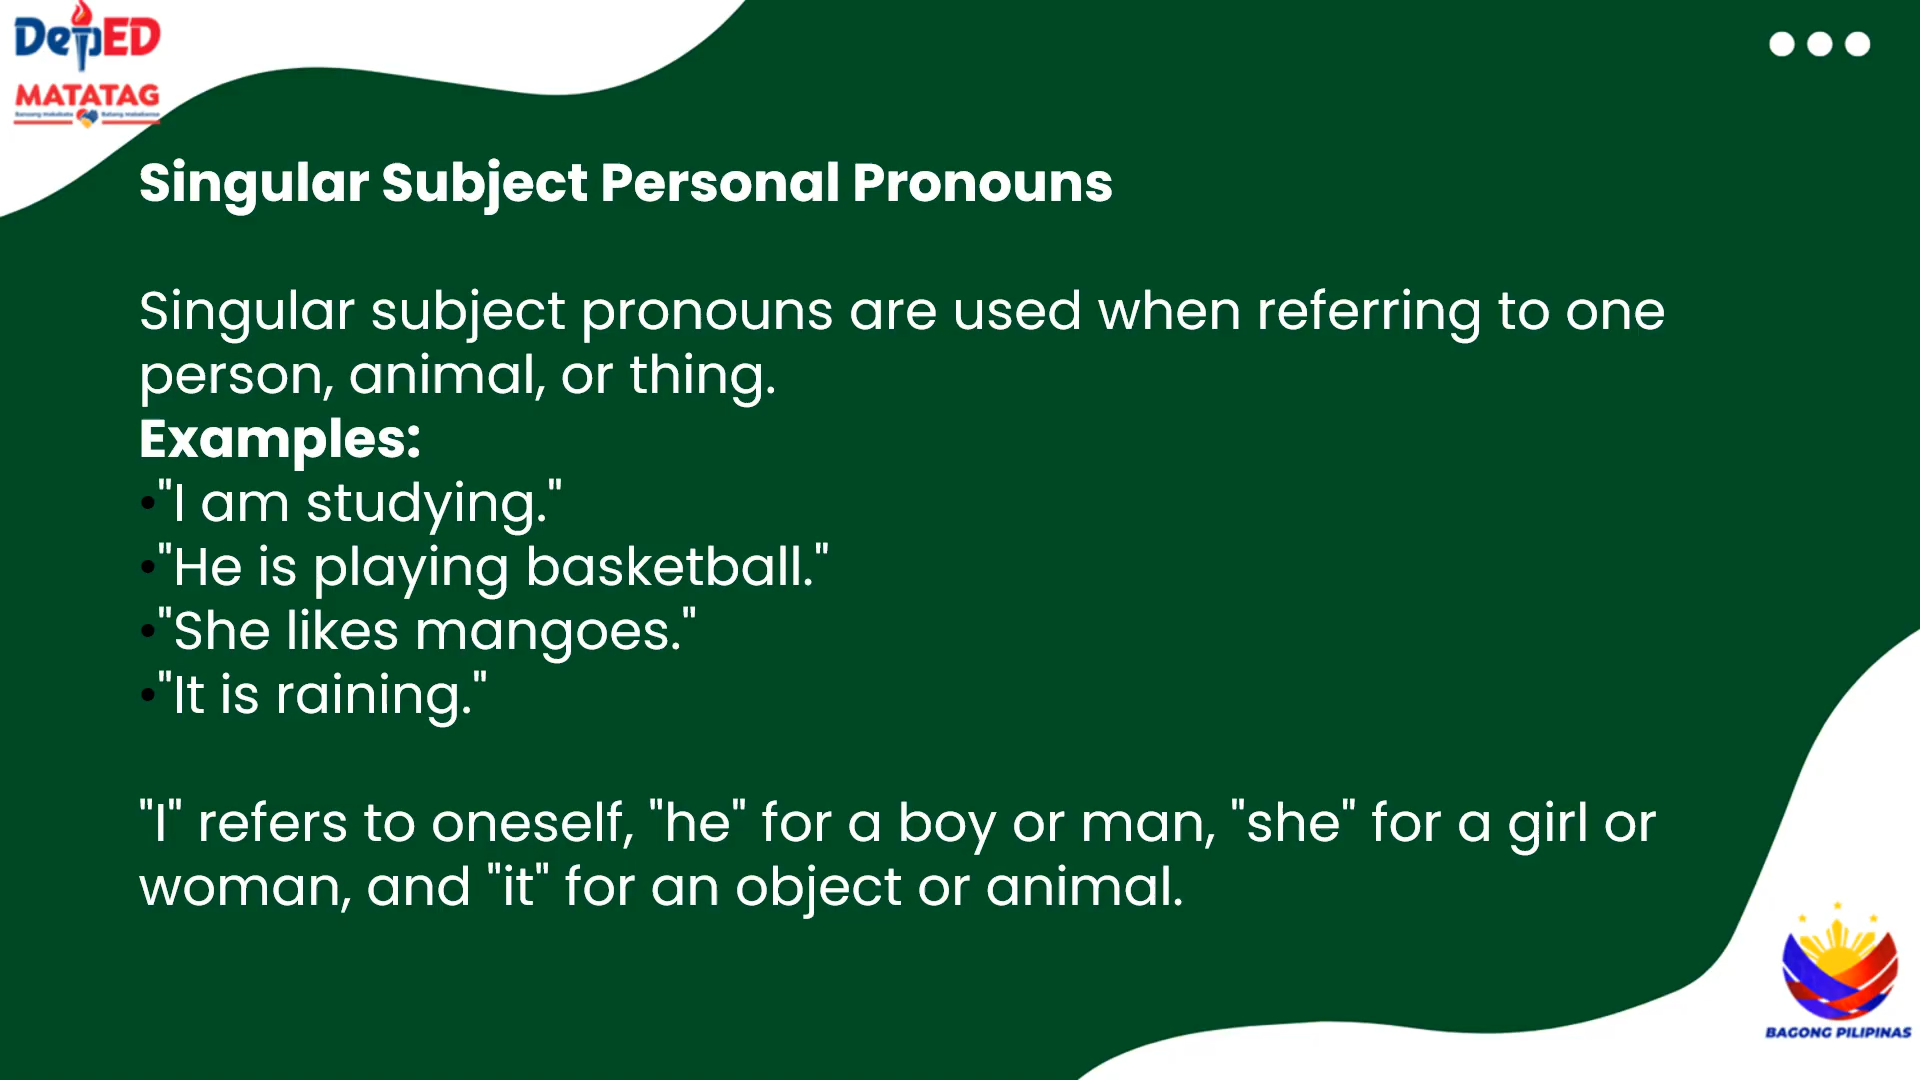 DepED
MATATAG
Singular Subject Personal Pronouns
Singular subject pronouns are used when referring to one
person, animal, or thing.
Examples:
•"I am studying."
•"He is playing basketball."
•"She likes mangoes."
•"It is raining."
"I" refers to oneself, "he" for a boy or man, "she" for a girl or
woman, and "it" for an object or animal.
BAGONG PILIPINAS